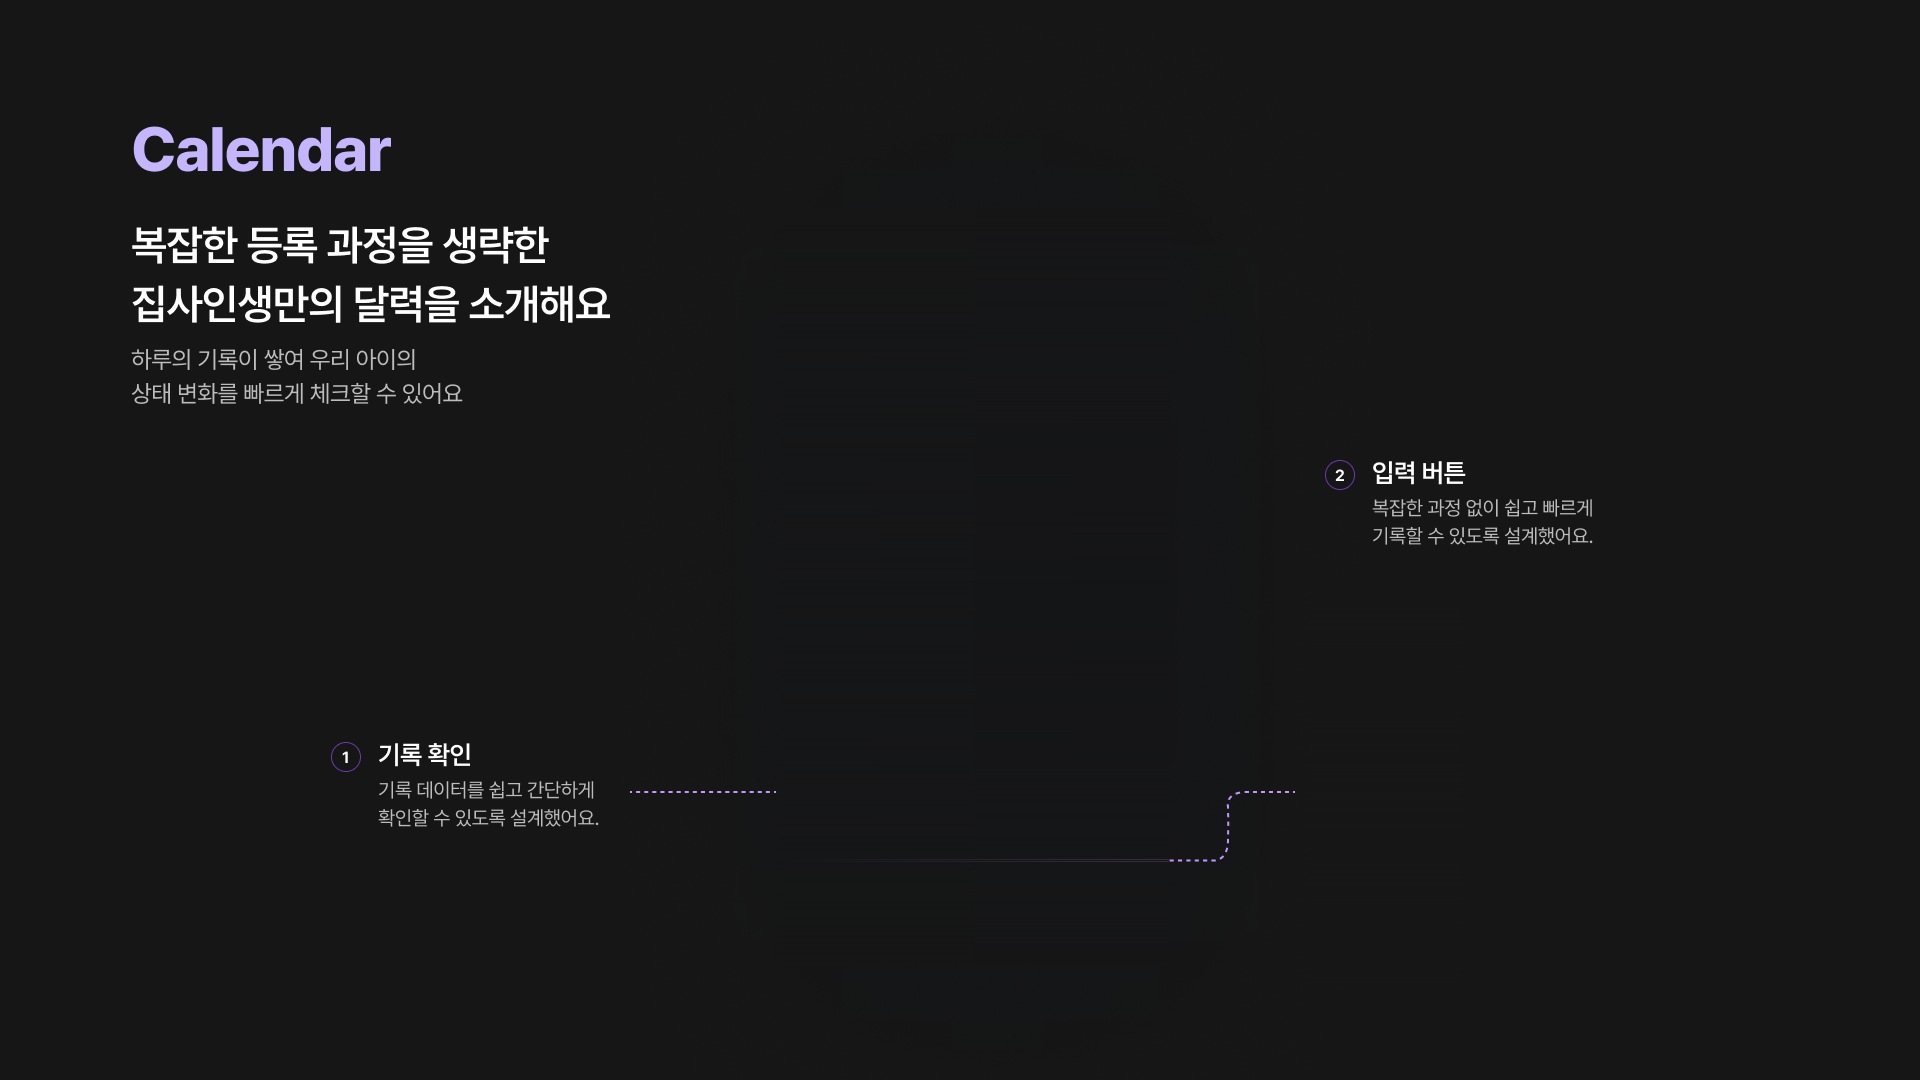 Calendar
복잡한 등록 과정을 생략한
집사인생만의 달력을 소개해요
하루의 기록이 쌓여 우리 아이의
상태 변화를 빠르게 체크할 수 있어요
2 입력 버튼
복잡한 과정 없이 쉽고 빠르게
기록할 수 있도록 설계했어요.
1 기록 확인
기록 데이터를 쉽고 간단하게
확인할 수 있도록 설계했어요.